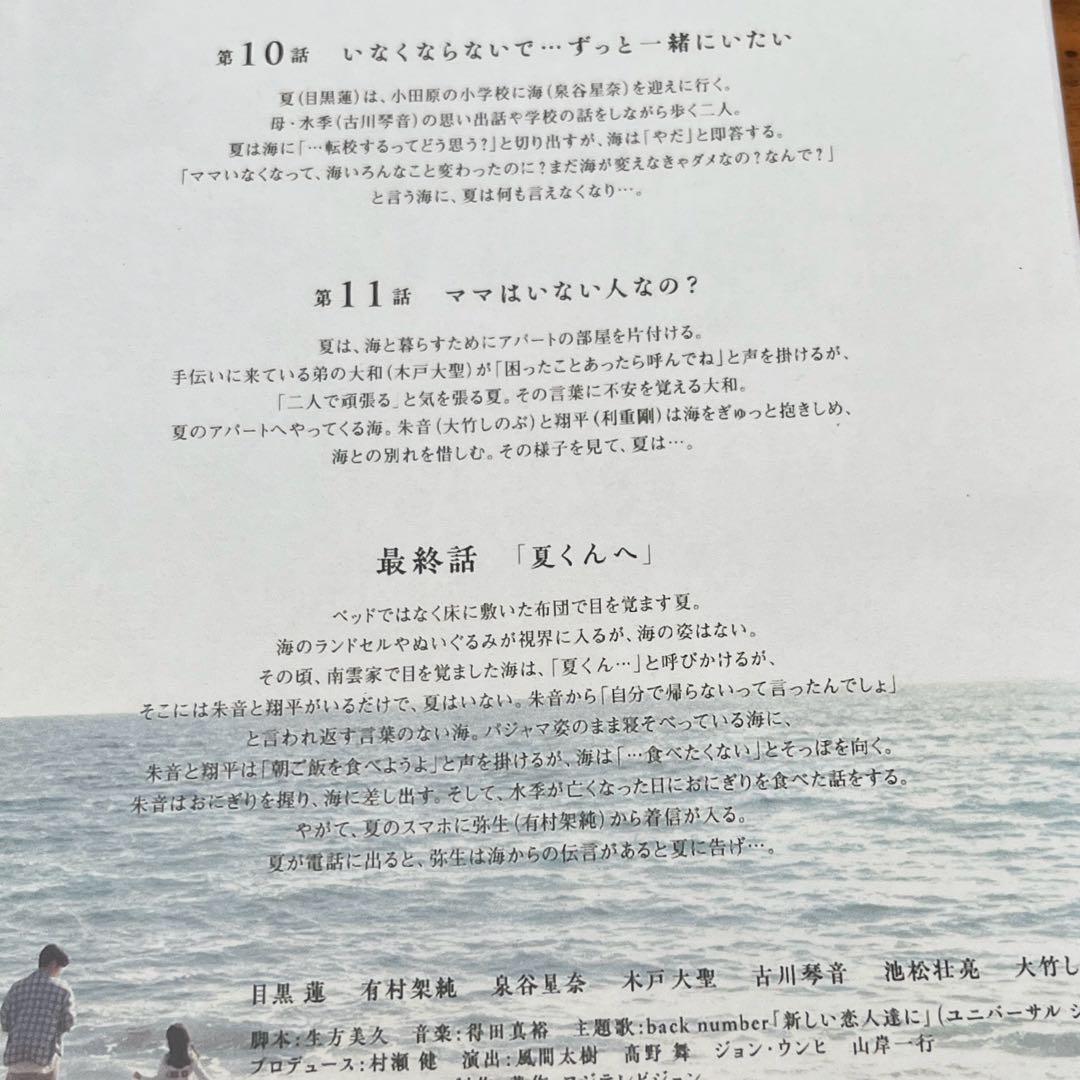 第10話 いなくならないで…ずっと一緒にいたい
夏(目黒蓮)は、小田原の小学校に海(泉谷星奈)を迎えに行く。
母・水季(古川琴音)の思い出話や学校の話をしながら歩く二人。
夏は海に「…転校するってどう思う?」と切り出すが、海は「やだ」と即答する。
「ママいなくなって、海いろんなこと変わったのに?まだ海が変えなきゃダメなの?なんで?」
と言う海に、夏は何も言えなくなり…。
第11話 ママはいない人なの?
夏は、海と暮らすためにアパートの部屋を片付ける。
手伝いに来ている弟の大和(木戸大聖)が「困ったことあったら呼んでね」と声を掛けるが、
「二人で頑張る」と気を張る夏。その言葉に不安を覚える大和。
夏のアパートへやってくる海。朱音(大竹しのぶ)と翔平(利重剛)は海をぎゅっと抱きしめ、
海との別れを惜しむ。その様子を見て、夏は…。
最終話 「夏くんへ」
ベッドではなく床に敷いた布団で目を覚ます夏。
海のランドセルやぬいぐるみが視界に入るが、海の姿はない。
その頃、南雲家で目を覚ました海は、「夏くん…」と呼びかけるが、
そこには朱音と翔平がいるだけで、夏はいない。朱音から「自分で帰らないって言ったんでしょ」
と言われ返す言葉のない海。パジャマ姿のまま寝そべっている海に、
朱音と翔平は「朝ご飯を食べようよ」と声を掛けるが、海は「…食べたくない」とそっぽを向く。
朱音はおにぎりを握り、海に差し出す。そして、水季が亡くなった日におにぎりを食べた話をする。
やがて、夏のスマホに弥生(有村架純)から着信が入る。
夏が電話に出ると、弥生は海からの伝言があると夏に告げ…。
目黒 蓮 有村架純 泉谷星奈 木戸大聖 古川琴音 池松壮亮 大竹し
脚本:生方美久 音楽:得田真裕 主題歌:back number「新しい恋人達に」(ユニバーサル シ
プロデュース:村瀬 健 演出:風間太樹 髙野 舞 ジョン・ウンヒ 山岸一行